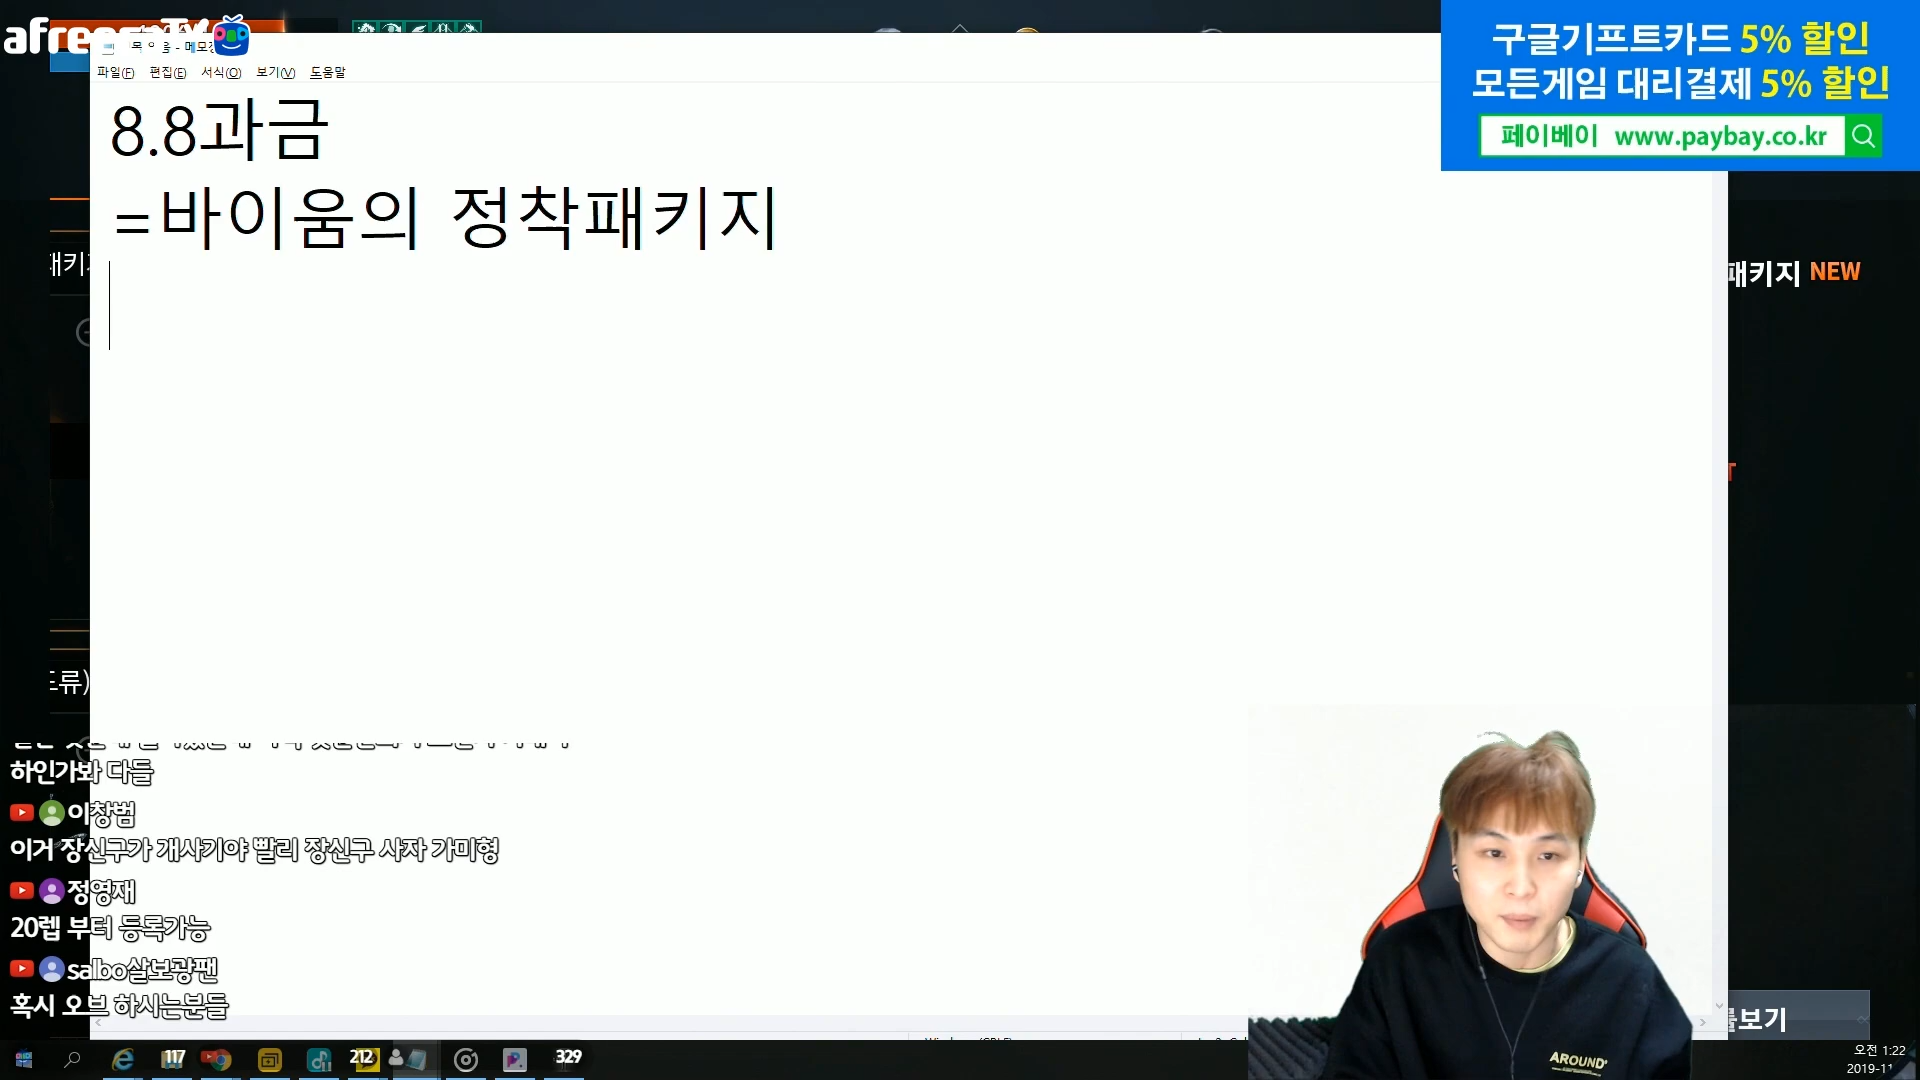 afreecaTV
파일(F) 편집(E) 서식(O) 보기(V) 도움말
8.8과금
=바이움의 정착패키지
구글기프트카드 5% 할인
모든게임 대리결제 5% 할인
페이베이 www.paybay.co.kr
패키지 NEW
하인가봐 다들
이창범
이거 장신구가 개사기야 빨리 장신구 사자 가미형
정영재
20렙 부터 등록가능
salbo살보광팬
혹시 오브 하시는분들
AROUND
보기
117
212
329
오전 1:22